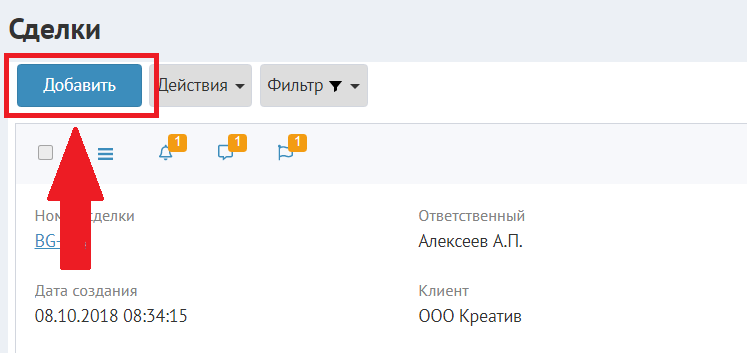 Сделки
Добавить Действия Фильтр
1 1 1
Ответственный
BG- Алексеев А.П.
Дата создания Клиент
08.10.2018 08:34:15 ООО Креатив